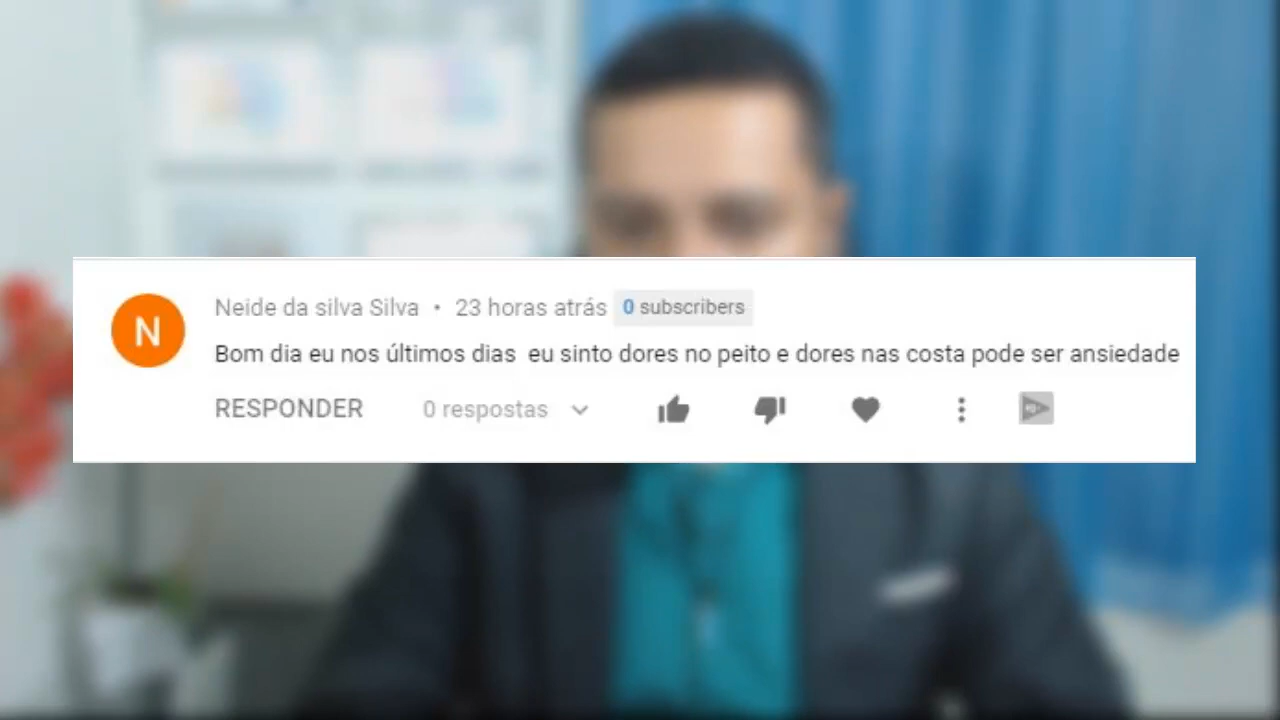 N
Neide da silva Silva • 23 horas atrás 0 subscribers
Bom dia eu nos últimos dias eu sinto dores no peito e dores nas costa pode ser ansiedade
RESPONDER 0 respostas